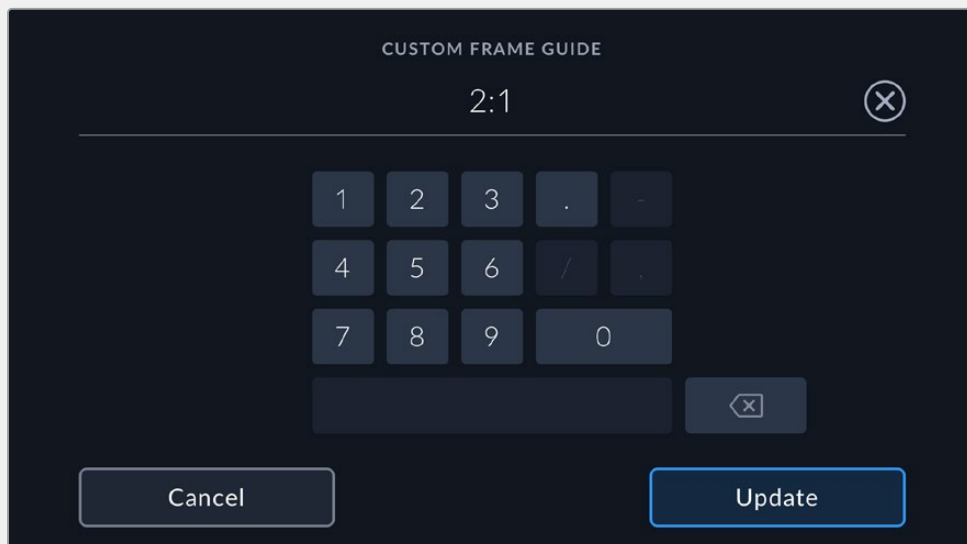 CUSTOM FRAME GUIDE
2:1
1 2 3 . -
4 5 6 / ,
7 8 9 0
Cancel Update